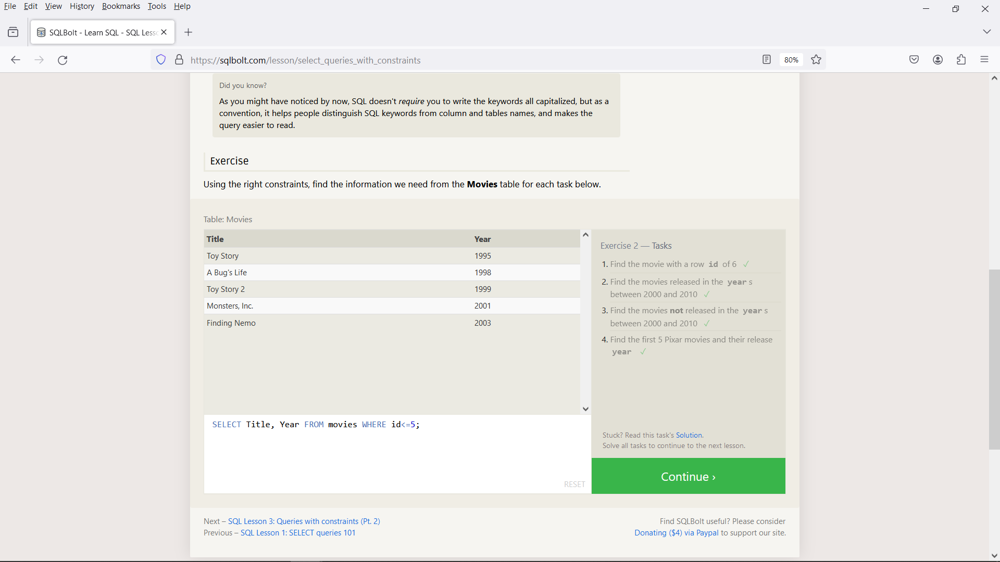 File Edit View History Bookmarks Tools Help
SQLBolt - Learn SQL - SQL Less
https://sqlbolt.com/lesson/select_queries_with_constraints
80%
Did you know?
As you might have noticed by now, SQL doesn't require you to write the keywords all capitalized, but as a
convention, it helps people distinguish SQL keywords from column and tables names, and makes the
query easier to read.
Exercise
Using the right constraints, find the information we need from the Movies table for each task below.
Table: Movies
Title Year
Toy Story 1995
A Bug's Life 1998
Toy Story 2 1999
Monsters, Inc. 2001
Finding Nemo 2003
SELECT Title, Year FROM movies WHERE id<=5;
RESET
Exercise 2 — Tasks
1. Find the movie with a row id of 6 ✓
2. Find the movies released in the year s
between 2000 and 2010 ✓
3. Find the movies not released in the year s
between 2000 and 2010 ✓
4. Find the first 5 Pixar movies and their release
year ✓
Stuck? Read this task's Solution.
Solve all tasks to continue to the next lesson.
Continue ›
Next – SQL Lesson 3: Queries with constraints (Pt. 2)
Previous – SQL Lesson 1: SELECT queries 101
Find SQLBolt useful? Please consider
Donating ($4) via Paypal to support our site.